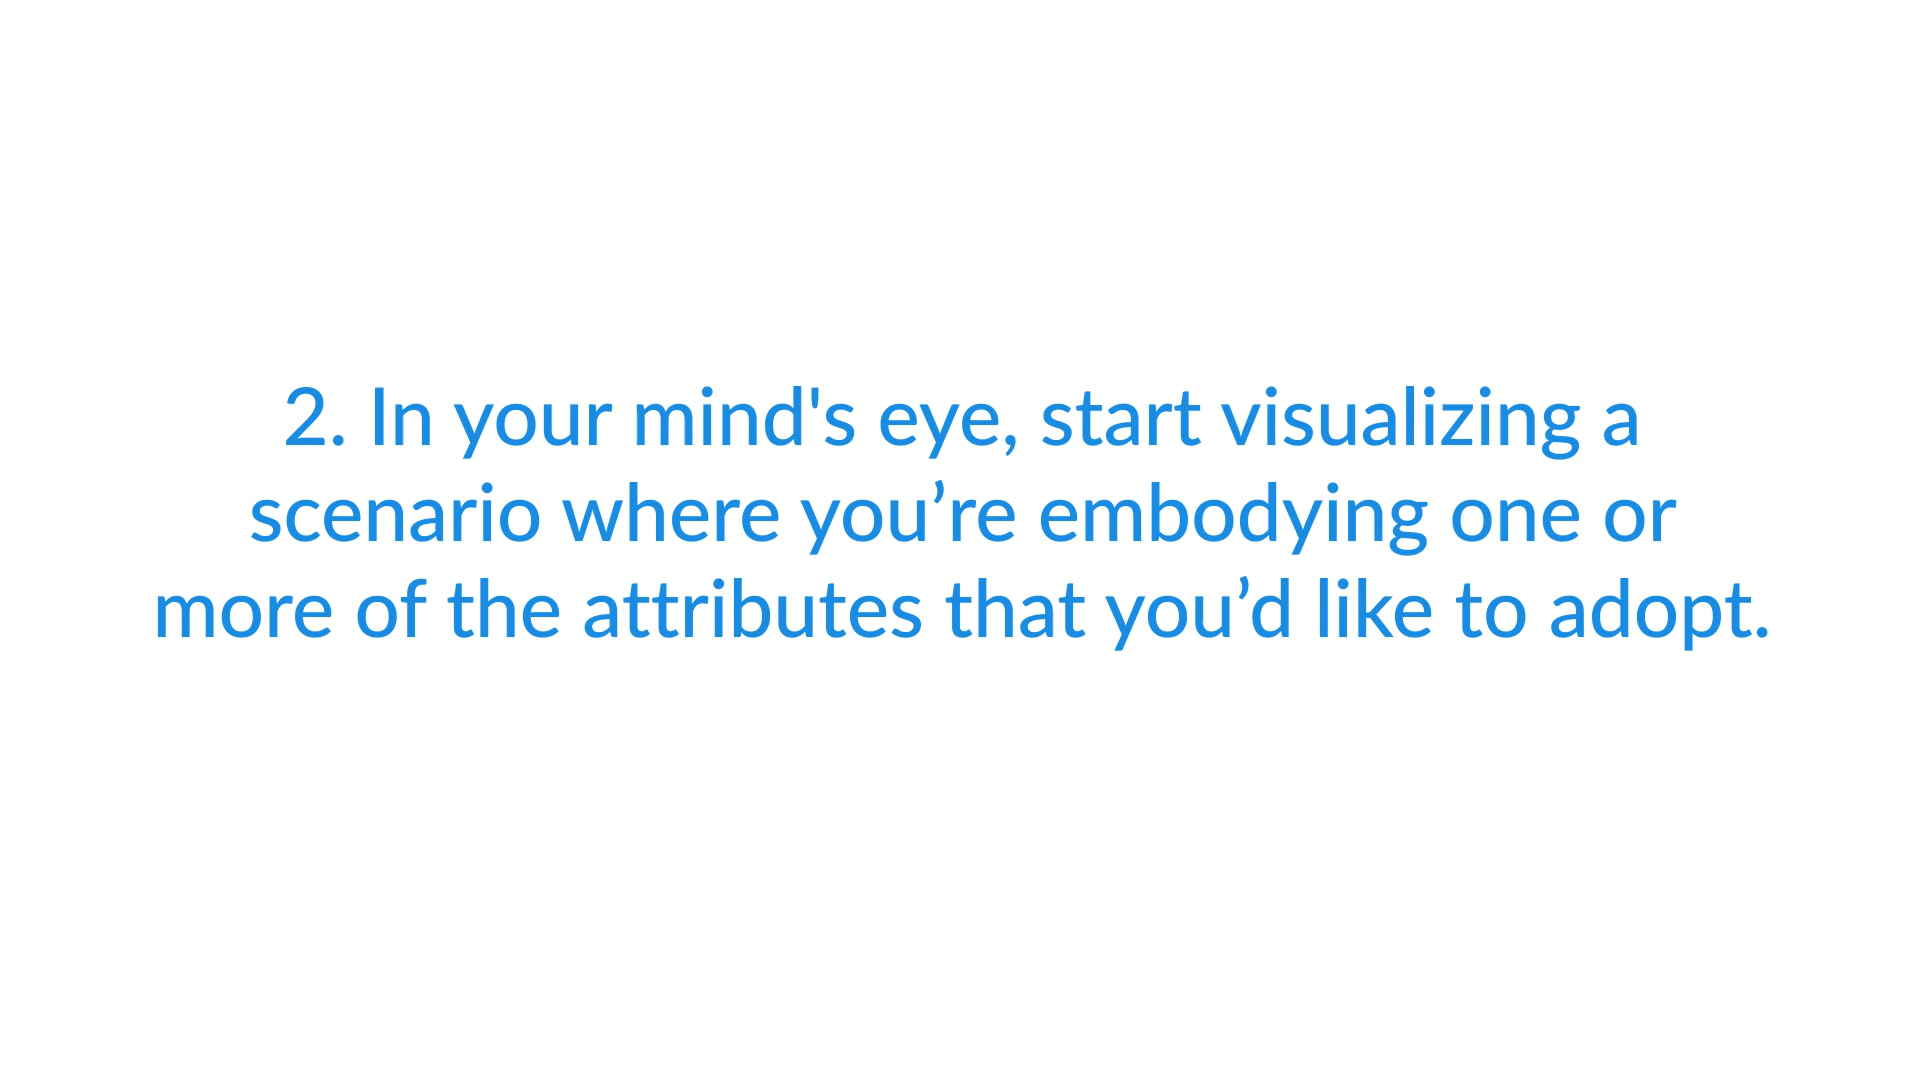 2. In your mind's eye, start visualizing a
scenario where you’re embodying one or
more of the attributes that you’d like to adopt.